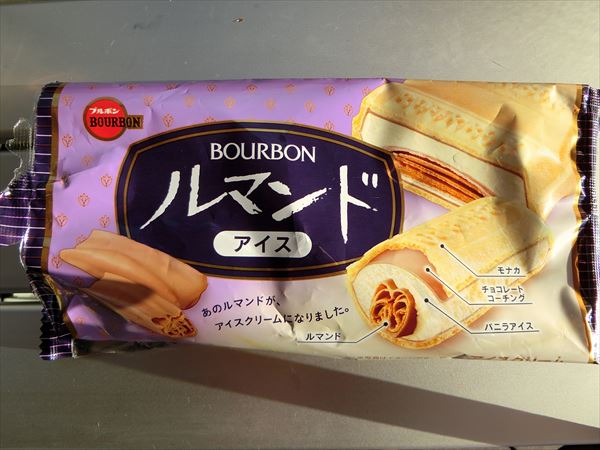 ブルボン
BOURBON
BOURBON
ルマンド
アイス
あのルマンドが、
アイスクリームになりました。
モナカ
チョコレート
コーチング
バニラアイス
ルマンド